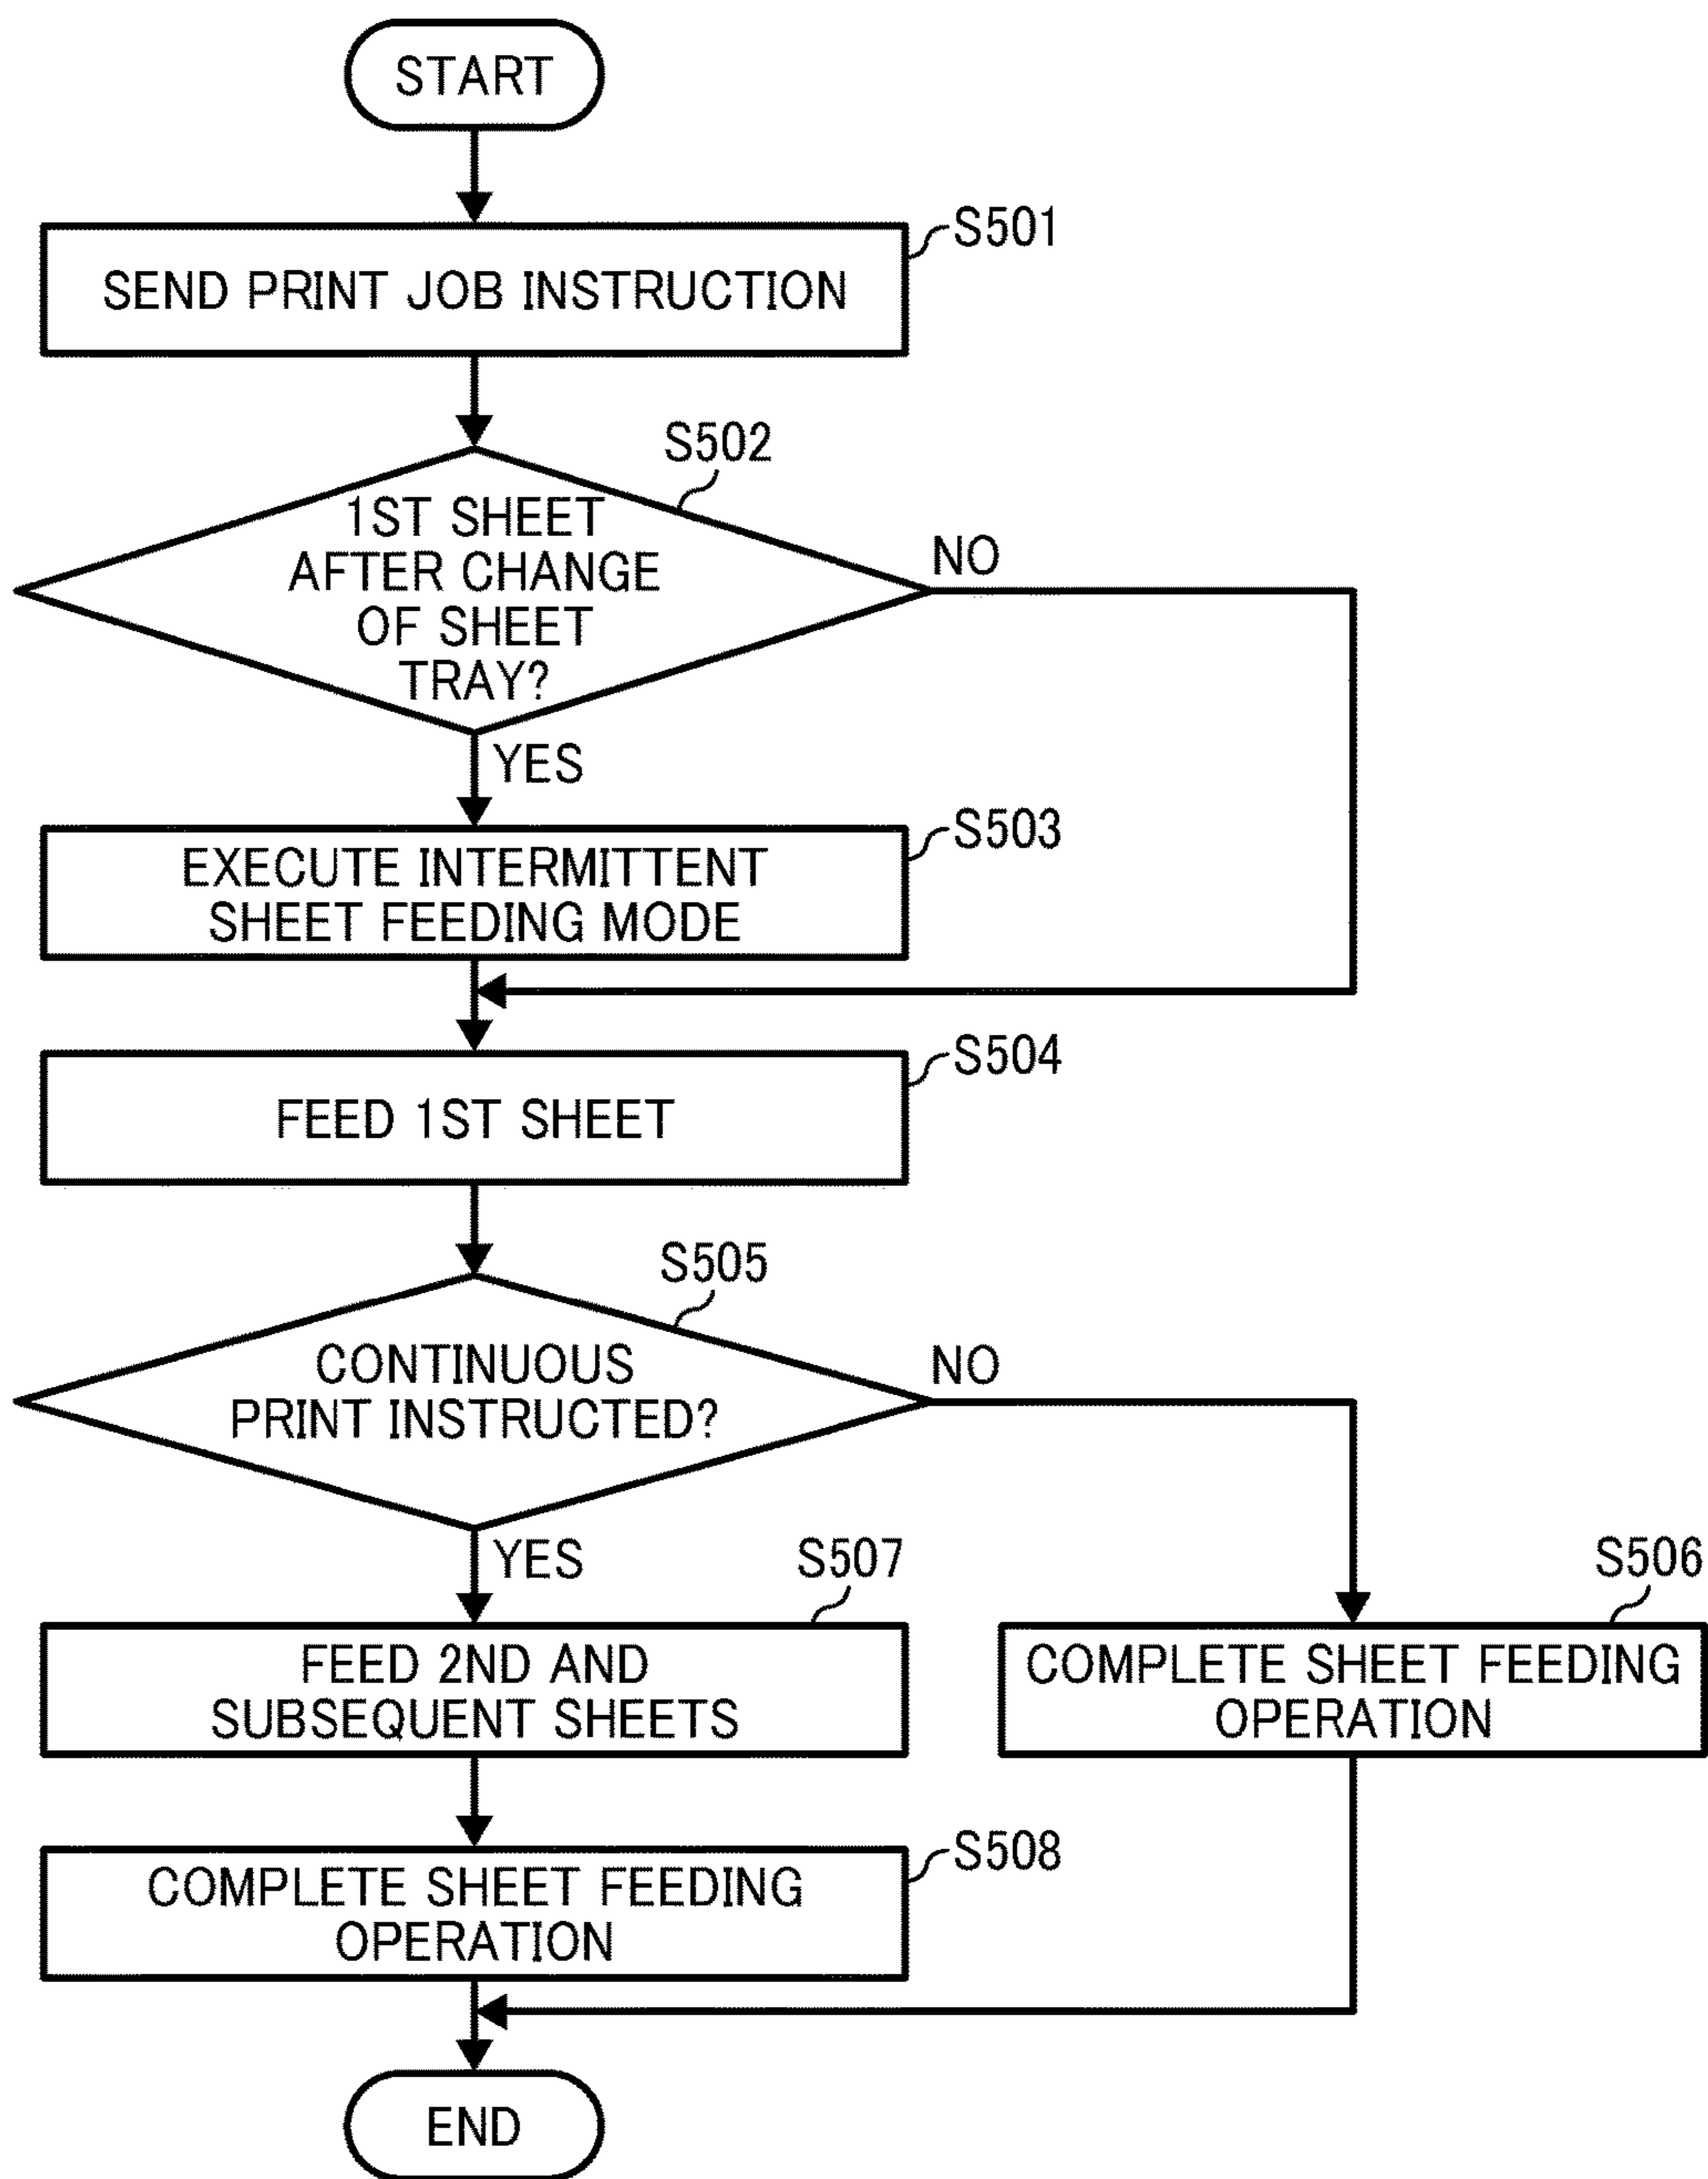 START
S501
SEND PRINT JOB INSTRUCTION
S502
1ST SHEET
AFTER CHANGE
OF SHEET
TRAY?
NO
YES
S503
EXECUTE INTERMITTENT
SHEET FEEDING MODE
S504
FEED 1ST SHEET
S505
CONTINUOUS
PRINT INSTRUCTED?
NO
YES
S507
FEED 2ND AND
SUBSEQUENT SHEETS
S506
COMPLETE SHEET FEEDING
OPERATION
S508
COMPLETE SHEET FEEDING
OPERATION
END